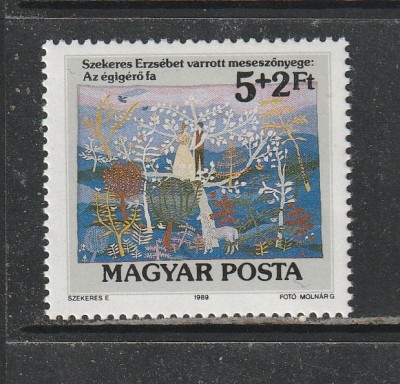 Szekeres Erzsébet varrott meseszőnyege:
Az égigérő fa
5+2Ft
MAGYAR POSTA
SZEKERES E. 1989 FOTÓ MOLNÁR G.